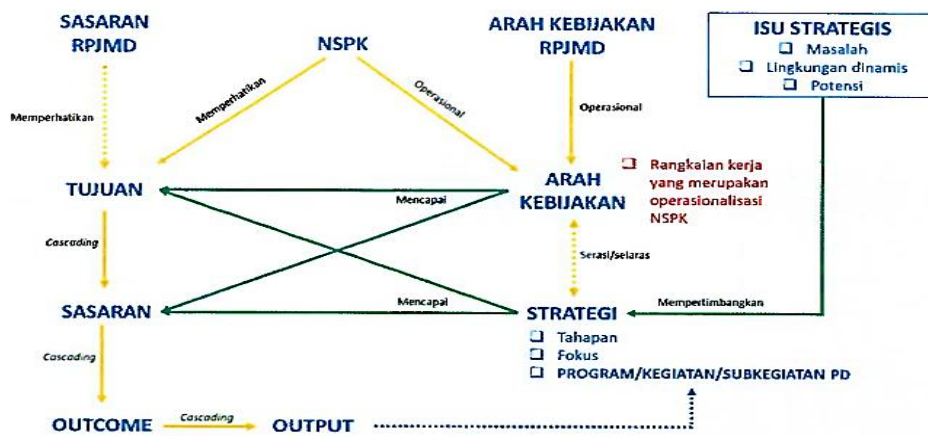 SASARAN
RPJMD
NSPK
ARAH KEBIJAKAN
RPJMD
ISU STRATEGIS
Masalah
Lingkungan dinamis
Potensi
Memperhatikan
Memperhatikan
Operasional
Operasional
TUJUAN
Mencapai
ARAH
KEBIJAKAN
Rangkaian kerja
yang merupakan
operasionalisasi
NSPK
Cascading
Serasi/selaras
SASARAN
Mencapai
STRATEGI
Mempertimbangkan
Tahapan
Fokus
PROGRAM/KEGIATAN/SUBKEGIATAN PD
Cascading
OUTCOME
Cascading
OUTPUT